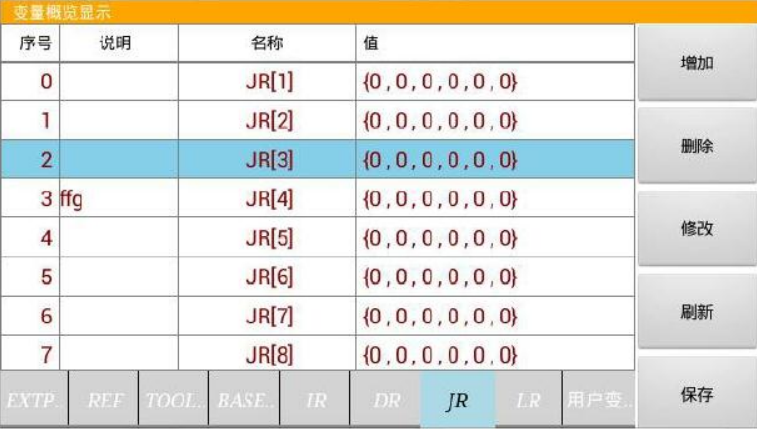 变量概览显示
序号 说明 名称 值
0 JR[1] {0,0,0,0,0,0}
1 JR[2] {0,0,0,0,0,0}
2 JR[3] {0,0,0,0,0,0}
3 ffg JR[4] {0,0,0,0,0,0}
4 JR[5] {0,0,0,0,0,0}
5 JR[6] {0,0,0,0,0,0}
6 JR[7] {0,0,0,0,0,0}
7 JR[8] {0,0,0,0,0,0}
EXTP.. REF TOOL.. BASE.. IR DR JR LR 用户变..
增加
删除
修改
刷新
保存